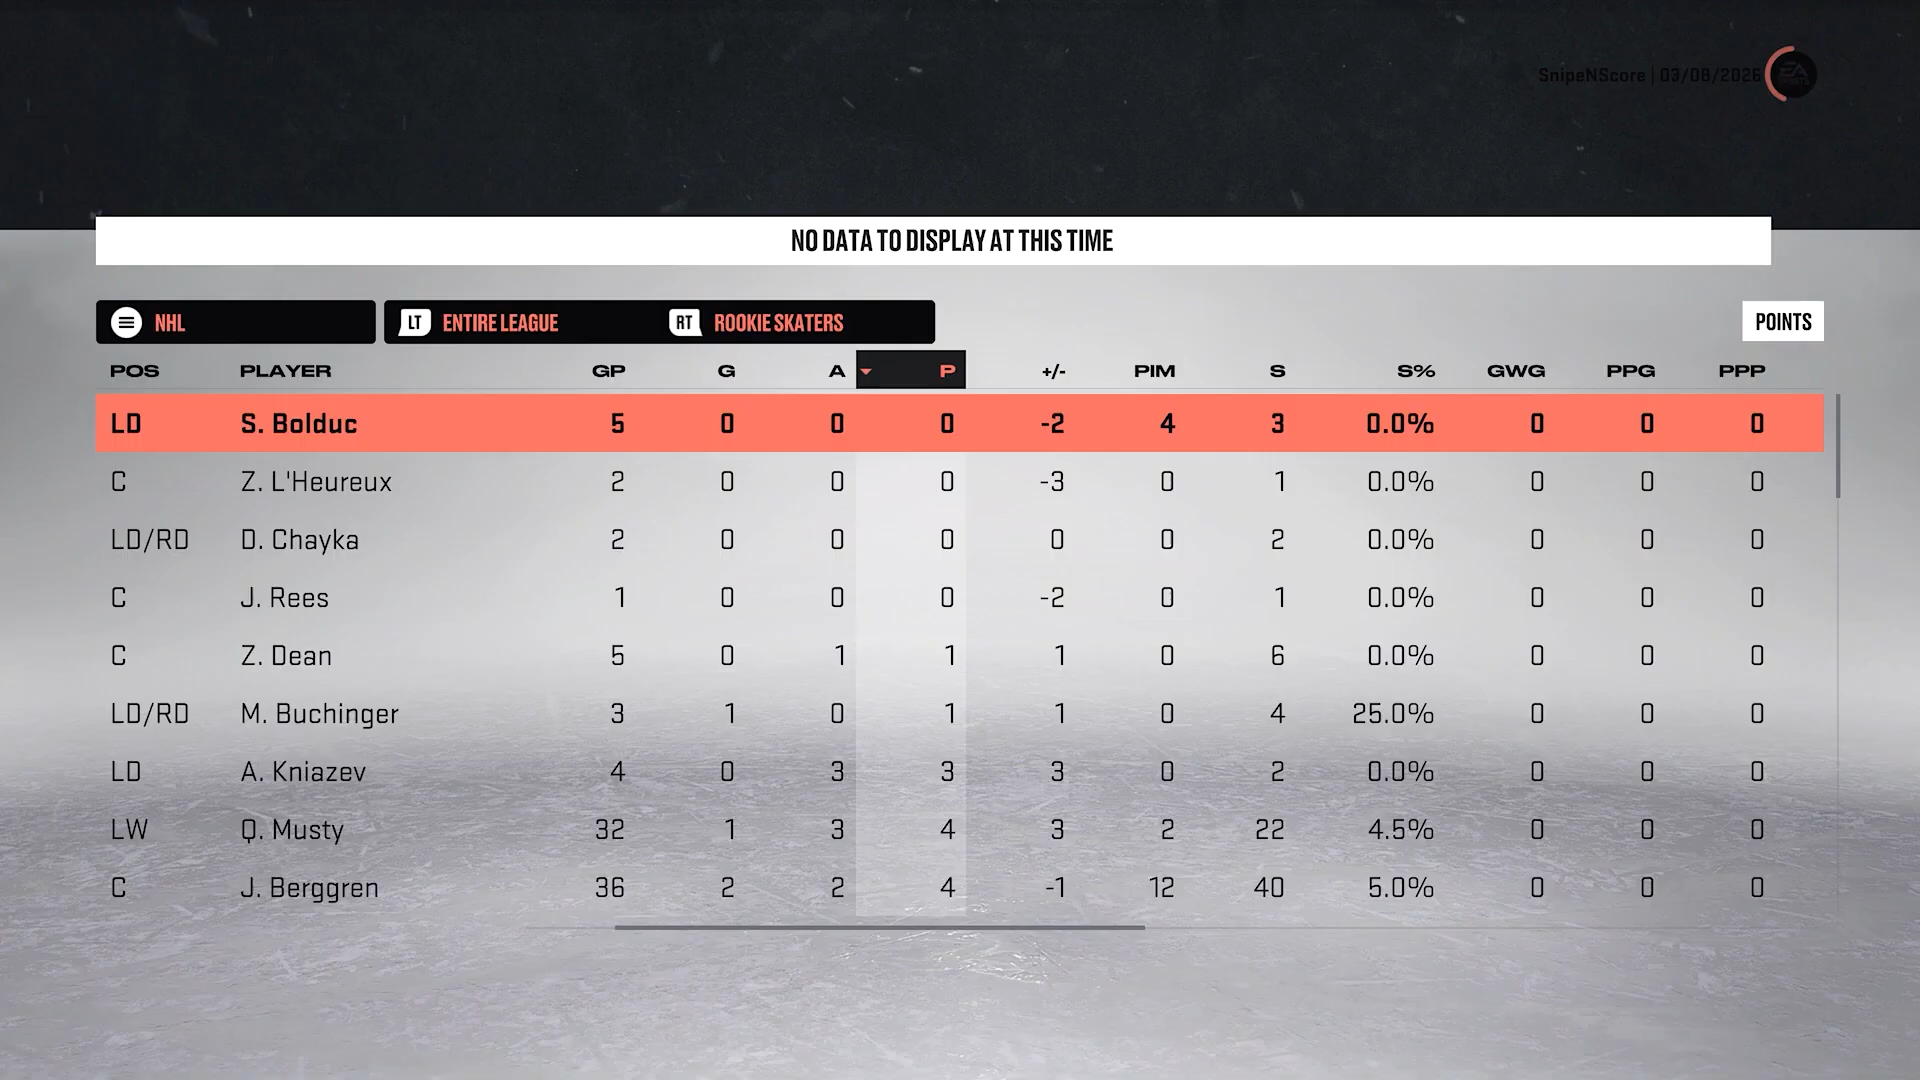 SnipeNScore | 03/08/2026
EA
NO DATA TO DISPLAY AT THIS TIME
NHL LT ENTIRE LEAGUE RT ROOKIE SKATERS POINTS
POS PLAYER GP G A P +/- PIM S S% GWG PPG PPP
LD S. Bolduc 5 0 0 0 -2 4 3 0.0% 0 0 0
C Z. L'Heureux 2 0 0 0 -3 0 1 0.0% 0 0 0
LD/RD D. Chayka 2 0 0 0 0 0 2 0.0% 0 0 0
C J. Rees 1 0 0 0 -2 0 1 0.0% 0 0 0
C Z. Dean 5 0 1 1 1 0 6 0.0% 0 0 0
LD/RD M. Buchinger 3 1 0 1 1 0 4 25.0% 0 0 0
LD A. Kniazev 4 0 3 3 3 0 2 0.0% 0 0 0
LW Q. Musty 32 1 3 4 3 2 22 4.5% 0 0 0
C J. Berggren 36 2 2 4 -1 12 40 5.0% 0 0 0